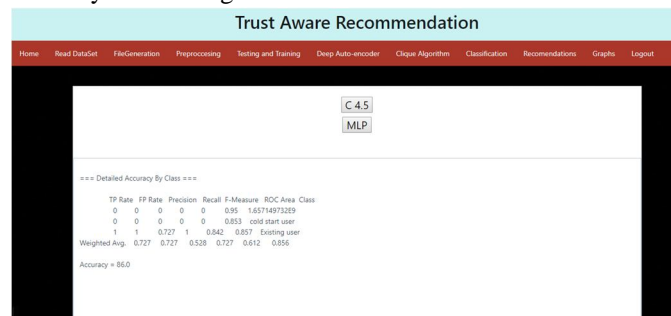 Trust Aware Recommendation
Home Read DataSet FileGeneration Preproccesing Testing and Training Deep Auto-encoder Clique Algorithm Classification Recomendations Graphs Logout
C 4.5
MLP
=== Detailed Accuracy By Class ===
TP Rate FP Rate Precision Recall F-Measure ROC Area Class
0 0 0 0 0 0.95 1.657149732E9
0 0 0 0 0 0.853 cold start user
1 1 0.727 1 0.842 0.857 Existing user
Weighted Avg. 0.727 0.727 0.528 0.727 0.612 0.856
Accuracy = 86.0